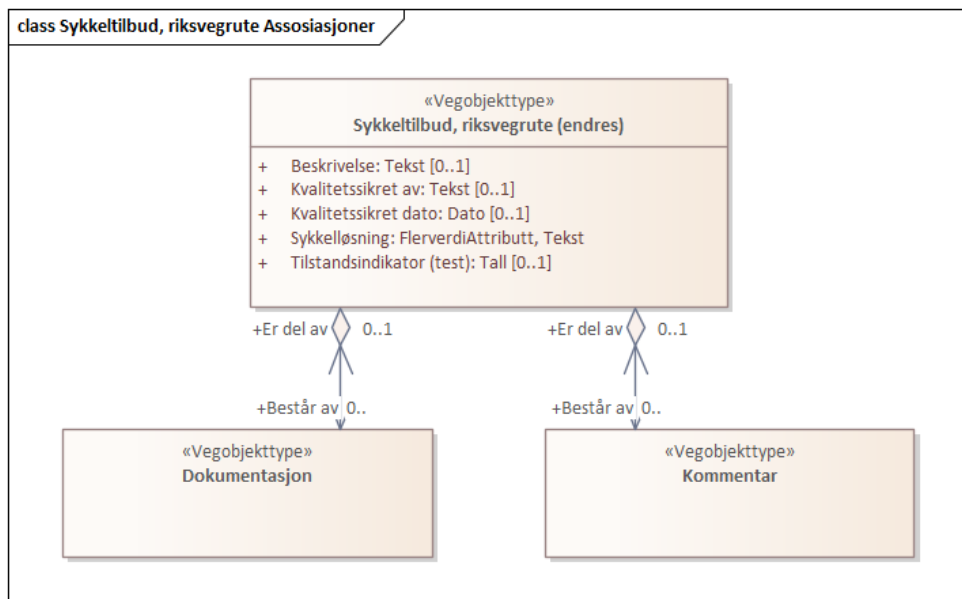 class Sykkeltilbud, riksvegrute Assosiasjoner
«Vegobjekttype»
Sykkeltilbud, riksvegrute (endres)
+ Beskrivelse: Tekst [0..1]
+ Kvalitetssikret av: Tekst [0..1]
+ Kvalitetssikret dato: Dato [0..1]
+ Sykkelløsning: FlerverdiAttributt, Tekst
+ Tilstandsindikator (test): Tall [0..1]
+Er del av 0..1 +Er del av 0..1
+Består av 0.. +Består av 0..
«Vegobjekttype»
Dokumentasjon
«Vegobjekttype»
Kommentar